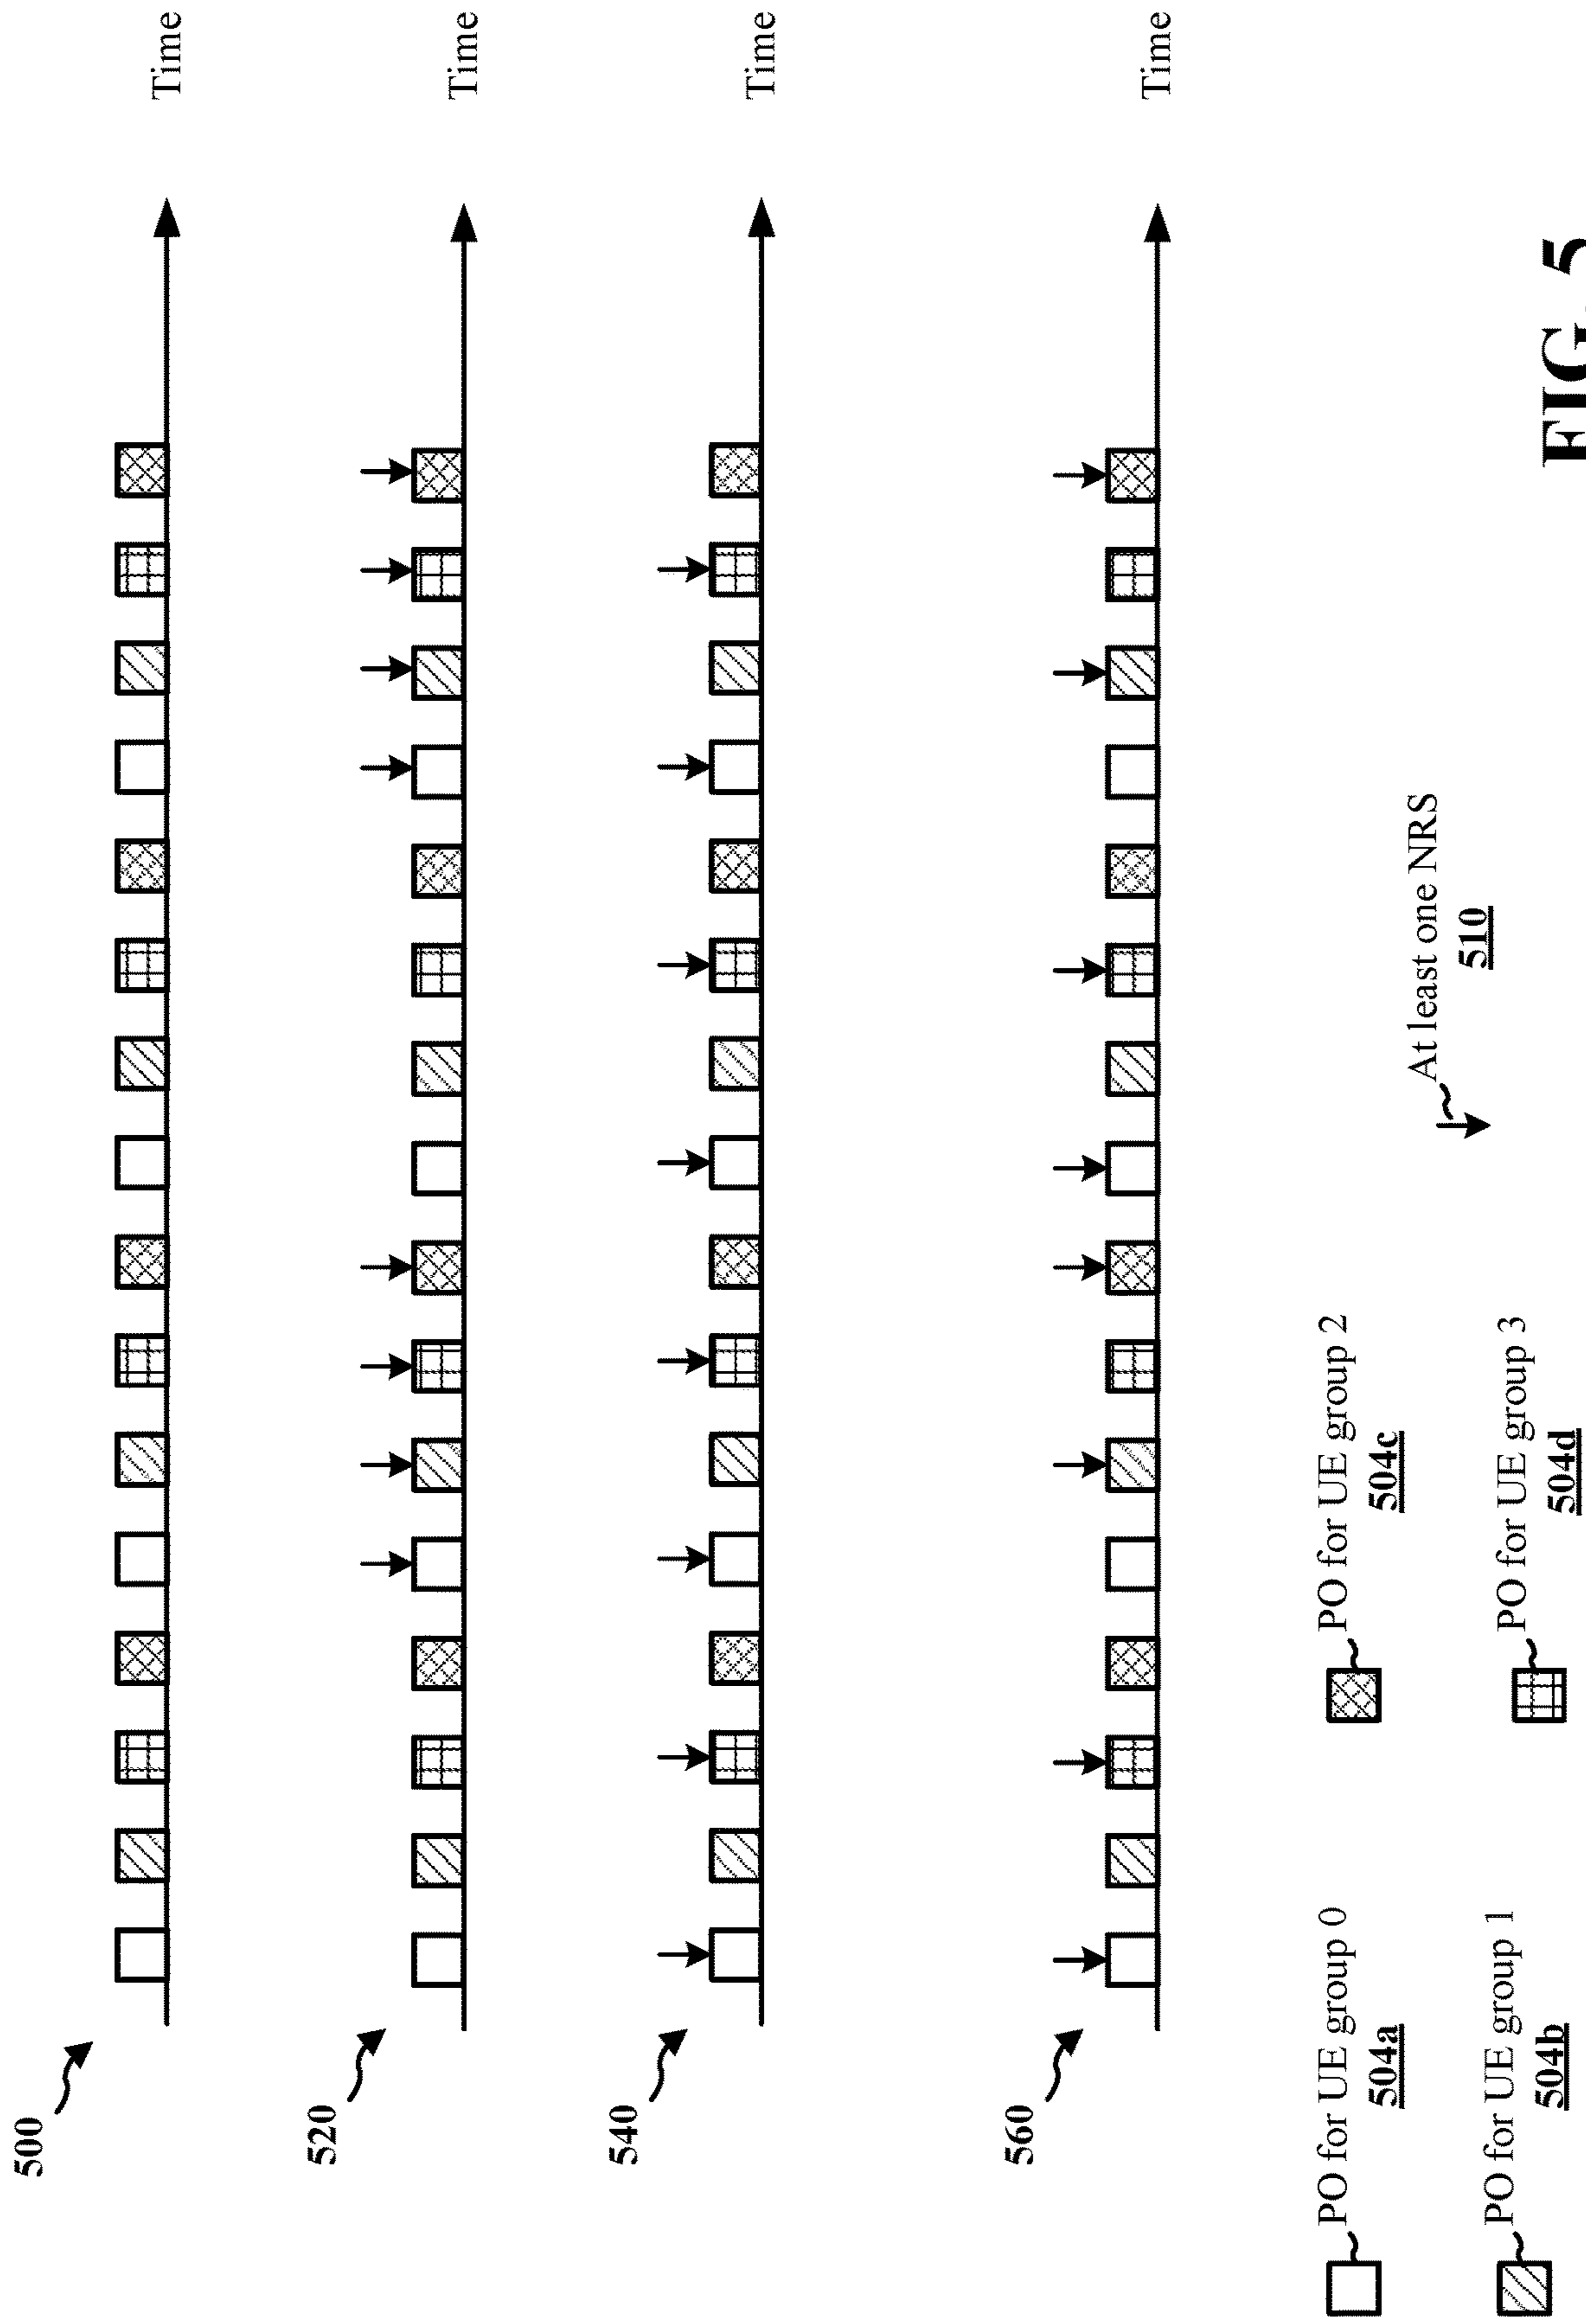 500
Time
520
Time
540
Time
560
Time
PO for UE group 0
504a
PO for UE group 2
504c
At least one NRS
510
PO for UE group 1
504b
PO for UE group 3
504d
FIG. 5